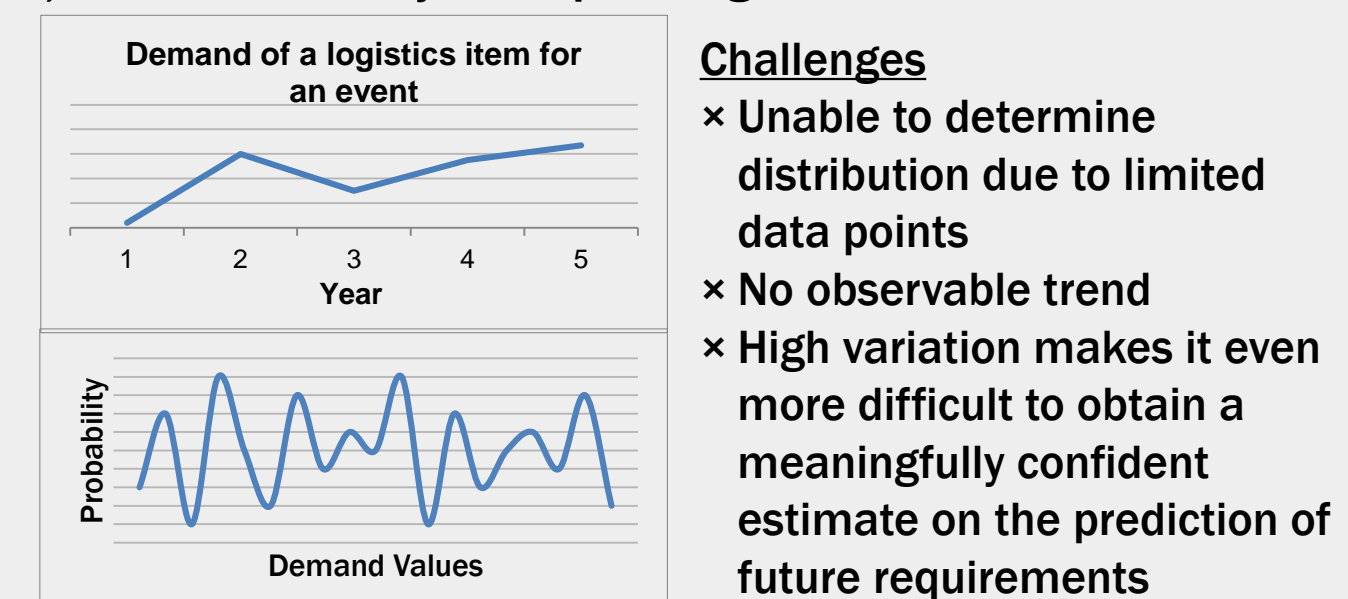 Demand of a logistics item for
an event
1 2 3 4 5
Year
Probability
Demand Values
Challenges
× Unable to determine
distribution due to limited
data points
× No observable trend
× High variation makes it even
more difficult to obtain a
meaningfully confident
estimate on the prediction of
future requirements